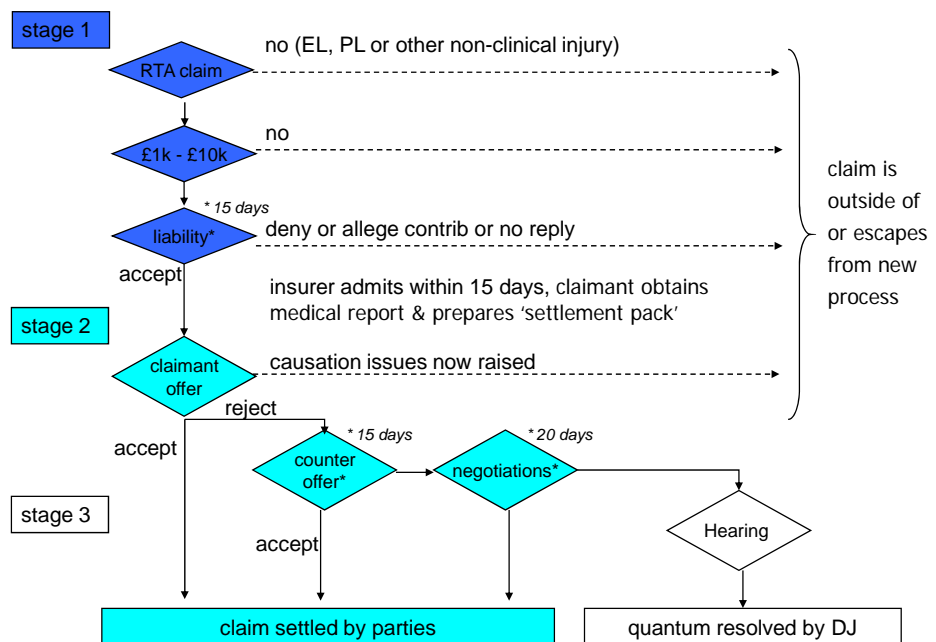 stage 1
no (EL, PL or other non-clinical injury)
RTA claim
no
£1k - £10k
* 15 days
liability*
deny or allege contrib or no reply
accept
claim is
outside of
or escapes
from new
process
insurer admits within 15 days, claimant obtains
medical report & prepares ‘settlement pack’
stage 2
claimant
offer
causation issues now raised
reject
accept
* 15 days
counter
offer*
* 20 days
negotiations*
stage 3
accept
Hearing
claim settled by parties
quantum resolved by DJ